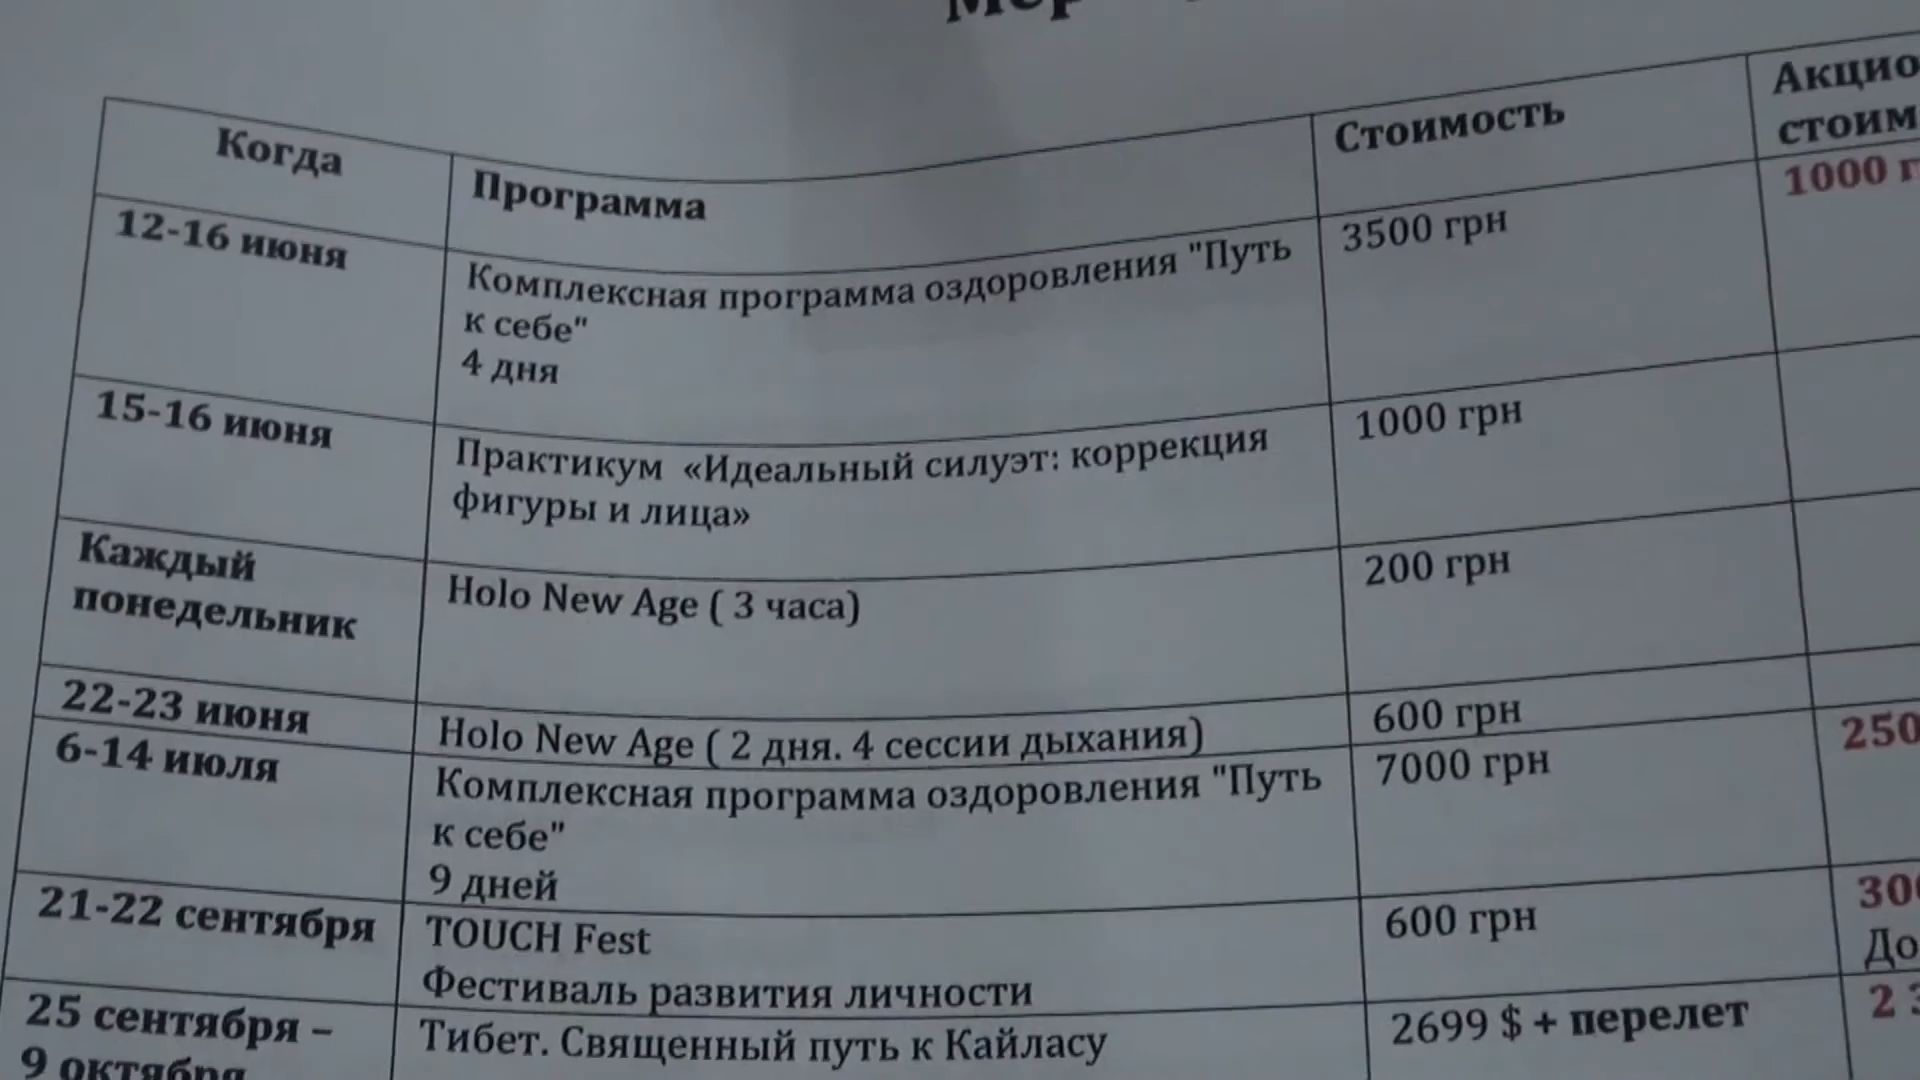 Когда
Программа
Стоимость
12-16 июня
Комплексная программа оздоровления "Путь
к себе"
4 дня
3500 грн
1000
15-16 июня
Практикум «Идеальный силуэт: коррекция
фигуры и лица»
1000 грн
Каждый
понедельник
Holo New Age ( 3 часа)
200 грн
22-23 июня
Holo New Age ( 2 дня. 4 сессии дыхания)
600 грн
6-14 июля
Комплексная программа оздоровления "Путь
к себе"
9 дней
7000 грн
21-22 сентября
TOUCH Fest
Фестиваль развития личности
600 грн
25 сентября –
9 октября
Тибет. Священный путь к Кайласу
2699 $ + перелет